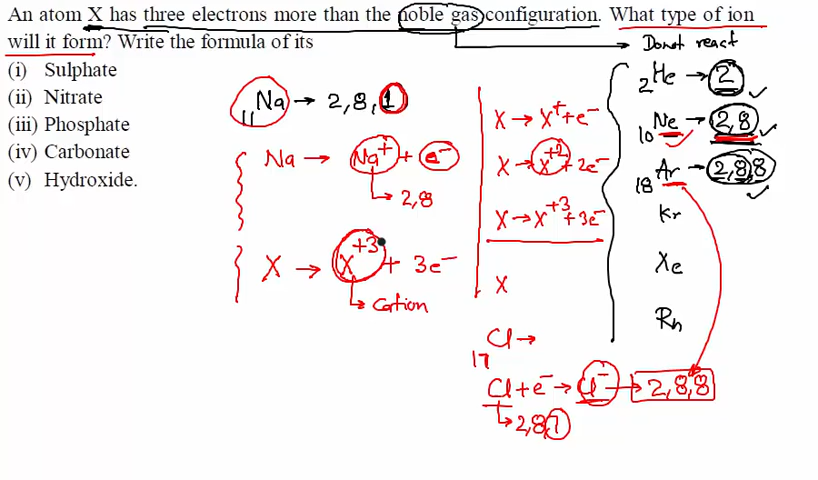 An atom X has three electrons more than the noble gas configuration. What type of ion
will it form? Write the formula of its
(i) Sulphate
(ii) Nitrate
(iii) Phosphate
(iv) Carbonate
(v) Hydroxide.
Do not react
₁₁Na → 2,8,1
Na → Na⁺ + e⁻
2,8
X → X⁺³ + 3e⁻
Cation
X → X⁺ + e⁻
X → X⁺² + 2e⁻
X → X⁺³ + 3e⁻
X
₂He → 2
₁₀Ne → 2,8
₁₈Ar → 2,8,8
Kr
Xe
Rn
₁₇Cl →
Cl + e⁻ → Cl⁻ → 2,8,8
2,8,7